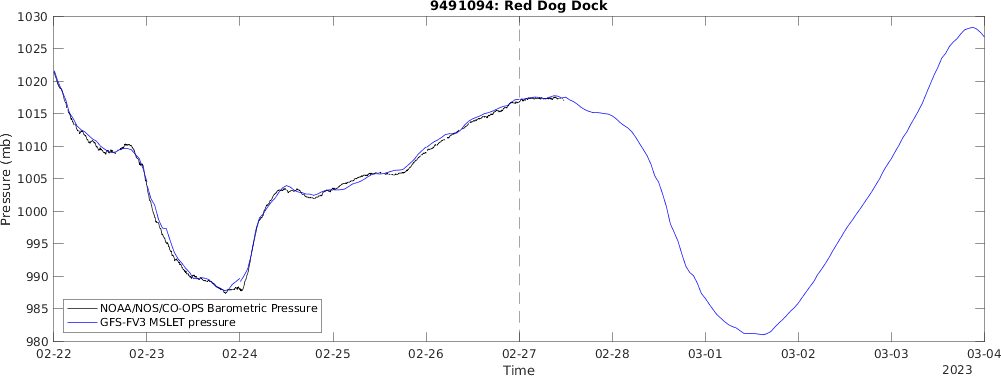 9491094: Red Dog Dock
Pressure (mb)
1030
1025
1020
1015
1010
1005
1000
995
990
985
980
NOAA/NOS/CO-OPS Barometric Pressure
GFS-FV3 MSLET pressure
02-22 02-23 02-24 02-25 02-26 02-27 02-28 03-01 03-02 03-03 03-04
Time
2023